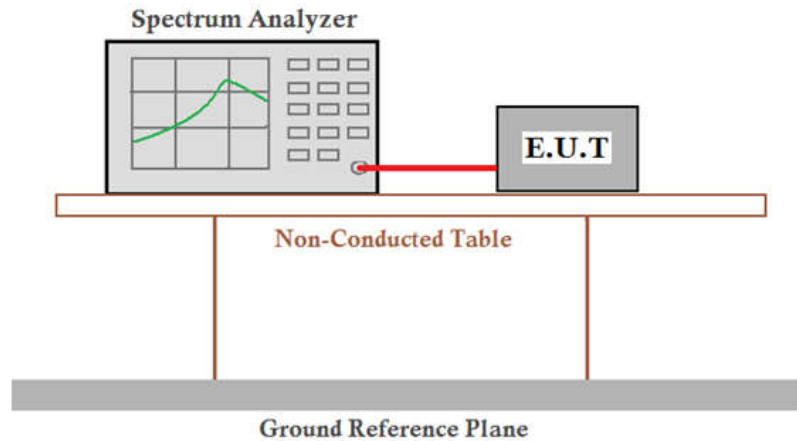 Spectrum Analyzer
E.U.T
Non-Conducted Table
Ground Reference Plane